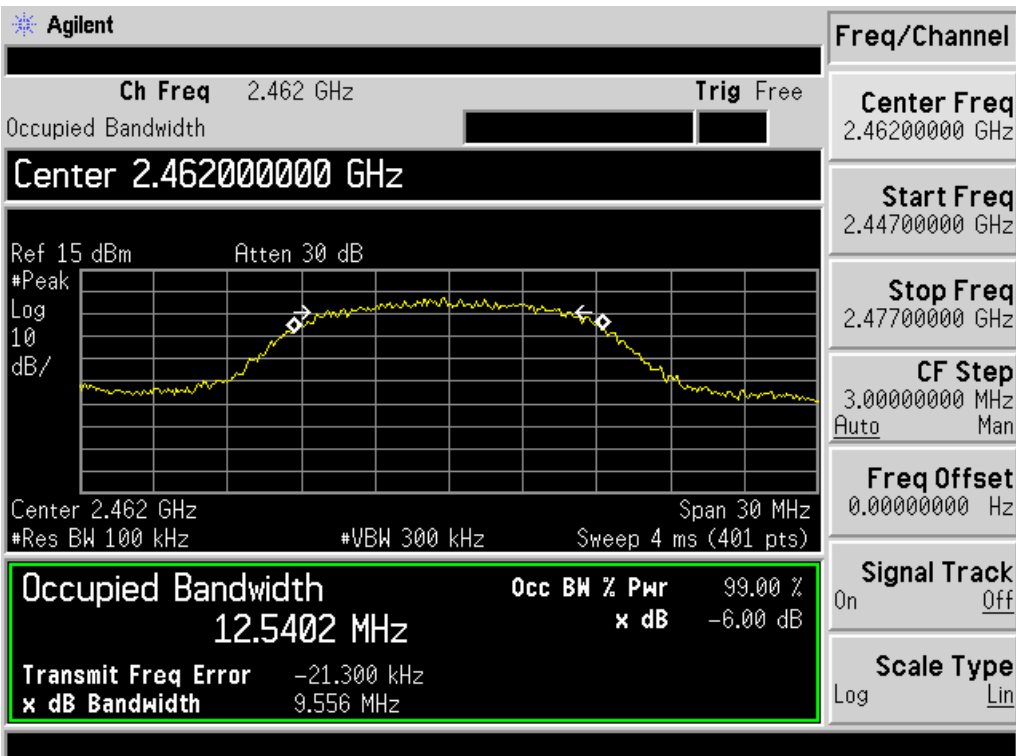 Agilent
Ch Freq 2.462 GHz Trig Free
Occupied Bandwidth
Center 2.462000000 GHz
Ref 15 dBm Atten 30 dB
#Peak
Log
10
dB/
Center 2.462 GHz Span 30 MHz
#Res BW 100 kHz #VBW 300 kHz Sweep 4 ms (401 pts)
Occupied Bandwidth Occ BW % Pwr 99.00 %
12.5402 MHz x dB -6.00 dB
Transmit Freq Error -21.300 kHz
x dB Bandwidth 9.556 MHz
Freq/Channel
Center Freq
2.46200000 GHz
Start Freq
2.44700000 GHz
Stop Freq
2.47700000 GHz
CF Step
3.00000000 MHz
Auto Man
Freq Offset
0.00000000 Hz
Signal Track
On Off
Scale Type
Log Lin